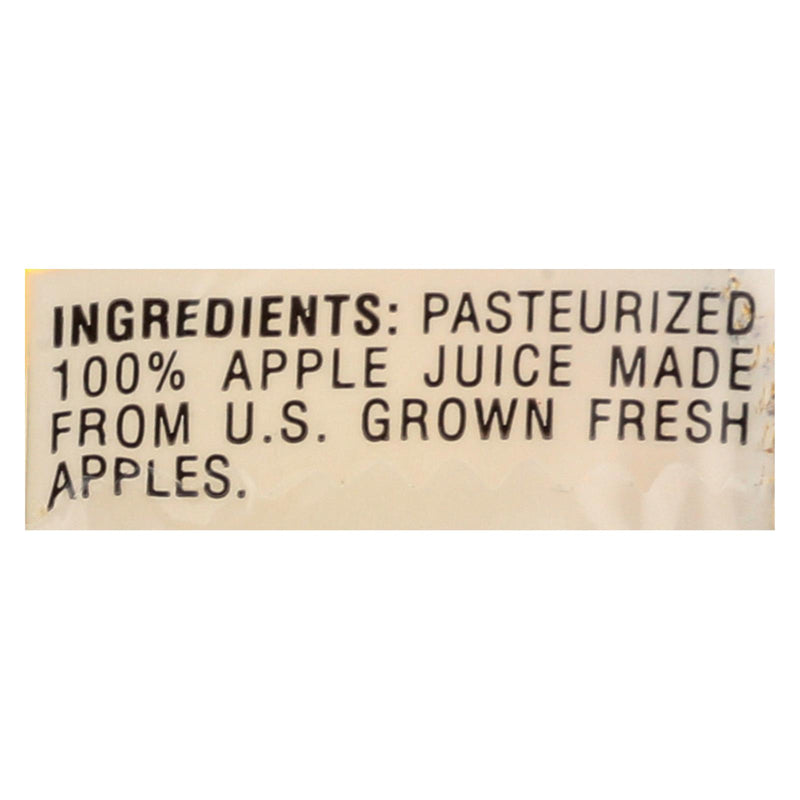 INGREDIENTS: PASTEURIZED
100% APPLE JUICE MADE
FROM U.S. GROWN FRESH
APPLES.